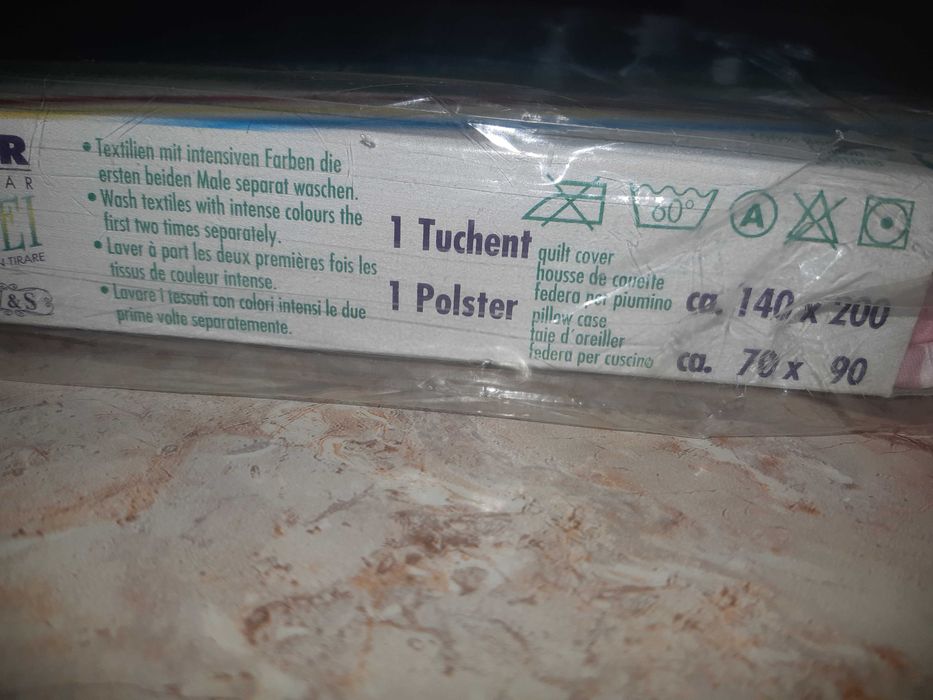 R
A R
EI
N TIRARE
&S
• Textilien mit intensiven Farben die
ersten beiden Male separat waschen.
• Wash textiles with intense colours the
first two times separately.
• Laver à part les deux premières fois les
tissus de couleur intense.
• Lavare i tessuti con colori intensi le due
prime volte separatemente.
1 Tuchent
1 Polster
quilt cover
housse de couette
federa per piumino
pillow case
taie d'oreiller
federa per cuscino
60°
A
ca. 140 x 200
ca. 70 x 90